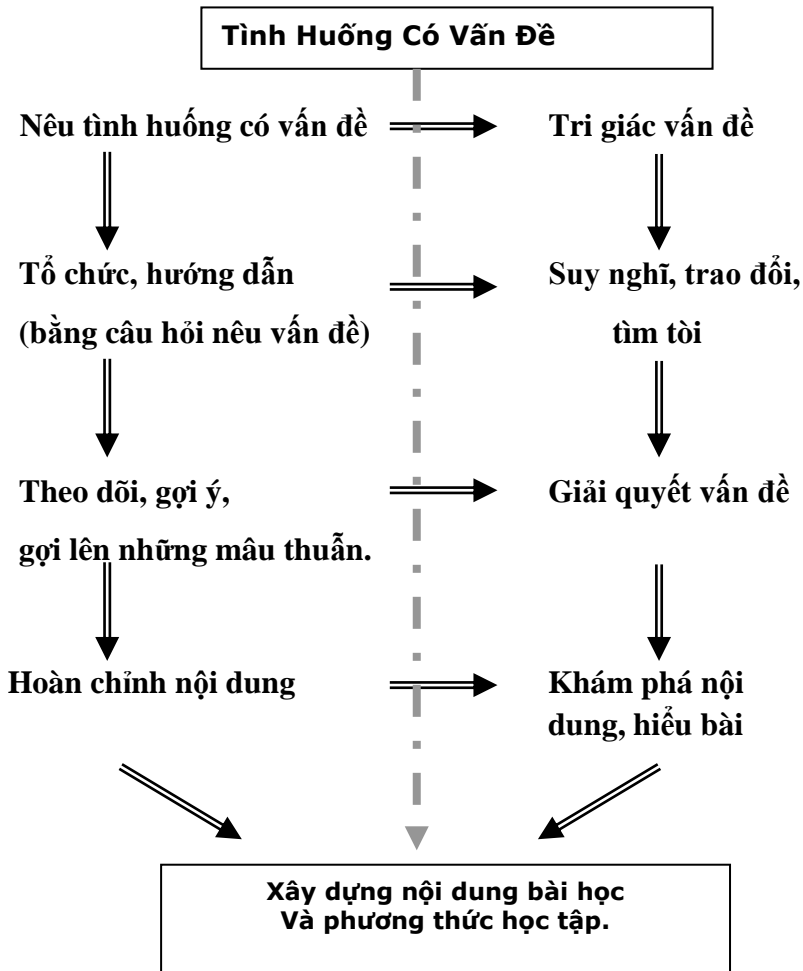 Tình Huống Có Vấn Đề
Nêu tình huống có vấn đề
Tri giác vấn đề
Tổ chức, hướng dẫn
(bằng câu hỏi nêu vấn đề)
Suy nghĩ, trao đổi,
tìm tòi
Theo dõi, gợi ý,
gợi lên những mâu thuẫn.
Giải quyết vấn đề
Hoàn chỉnh nội dung
Khám phá nội
dung, hiểu bài
Xây dựng nội dung bài học
Và phương thức học tập.